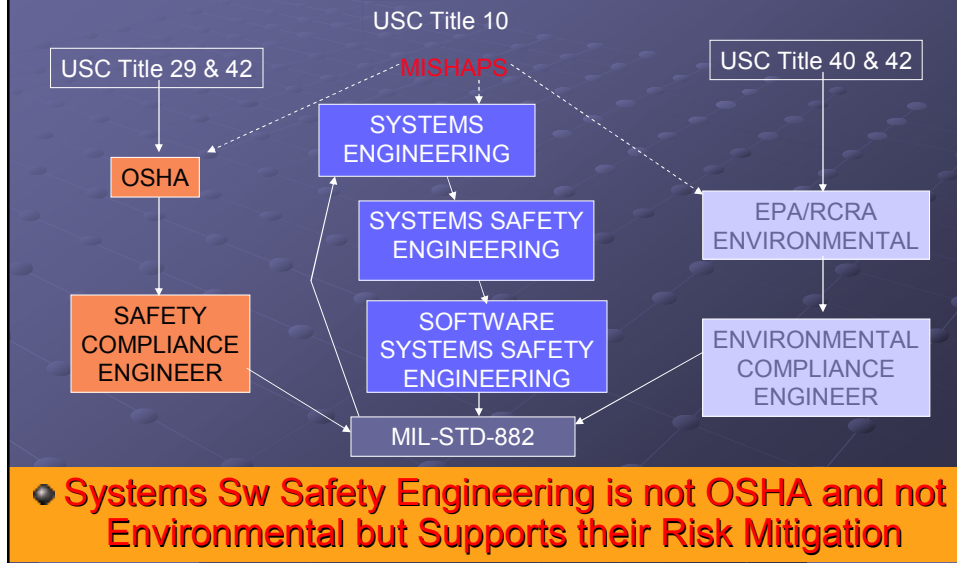 USC Title 10
USC Title 29 & 42
MISHAPS
USC Title 40 & 42
SYSTEMS
ENGINEERING
OSHA
SYSTEMS SAFETY
ENGINEERING
EPA/RCRA
ENVIRONMENTAL
SAFETY
COMPLIANCE
ENGINEER
SOFTWARE
SYSTEMS SAFETY
ENGINEERING
ENVIRONMENTAL
COMPLIANCE
ENGINEER
MIL-STD-882
Systems Sw Safety Engineering is not OSHA and not
Environmental but Supports their Risk Mitigation